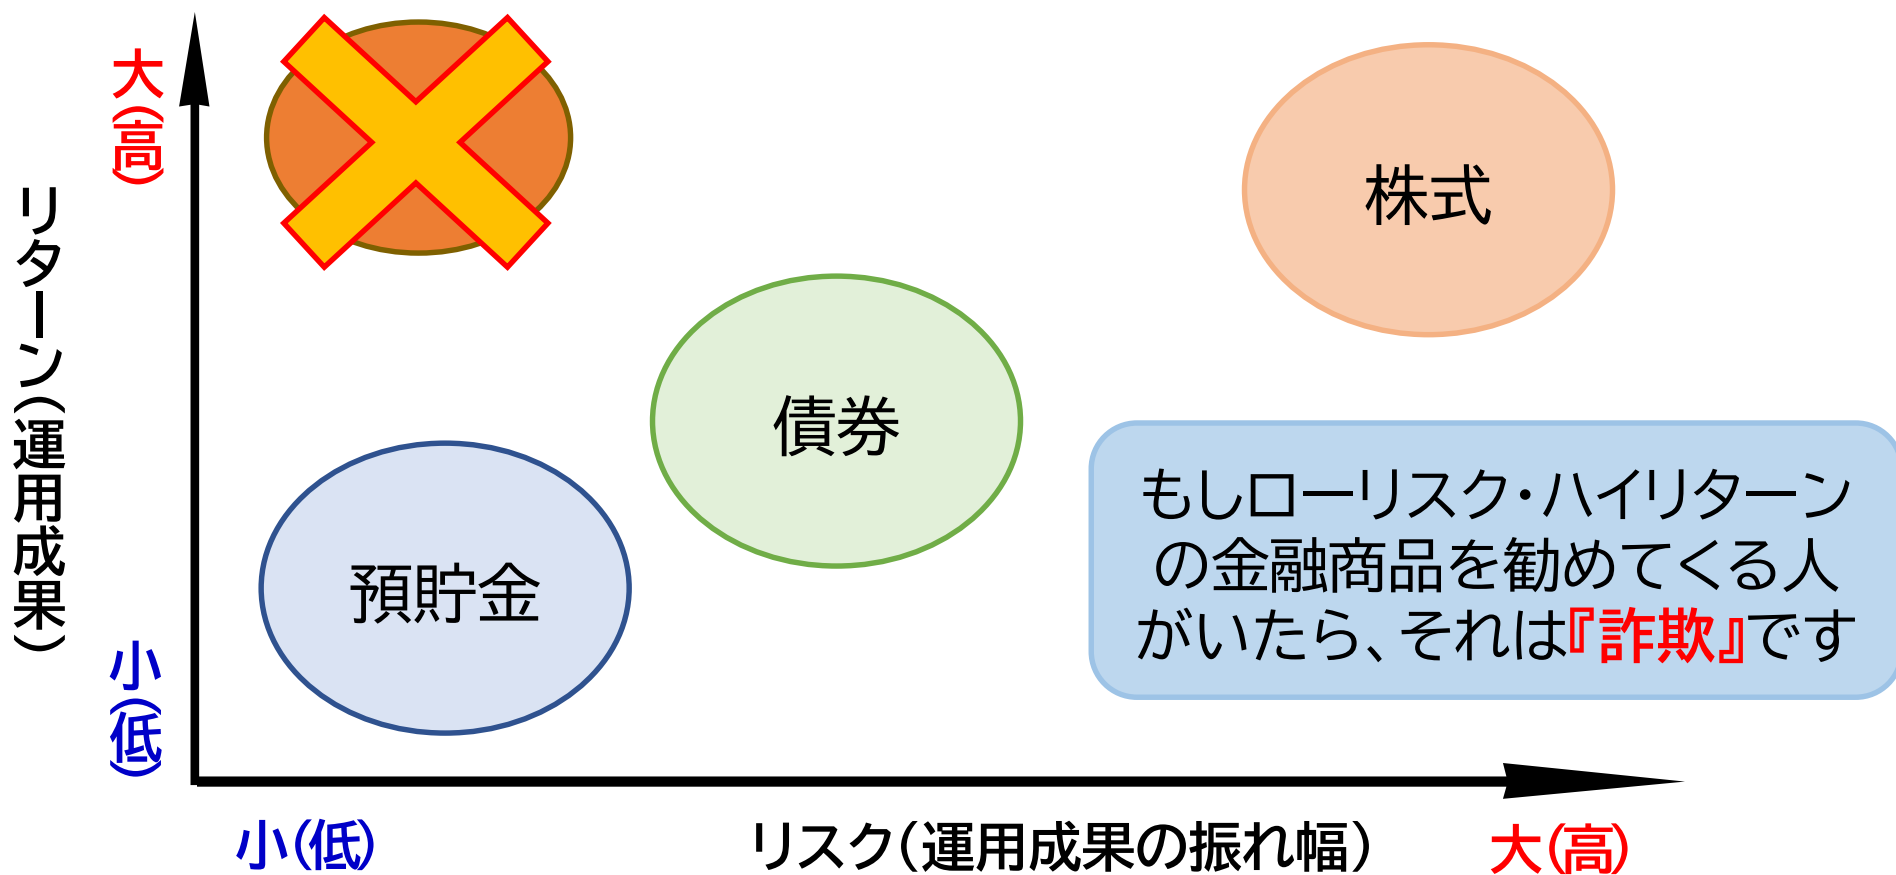 大(高)
リターン(運用成果)
小(低)
株式
債券
預貯金
もしローリスク・ハイリターン
の金融商品を勧めてくる人
がいたら、それは『詐欺』です
小(低)
リスク(運用成果の振れ幅)
大(高)